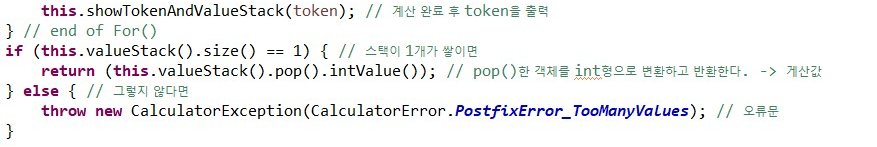 this.showTokenAndValueStack(token); // 계산 완료 후 token을 출력
} // end of For()
if (this.valueStack().size() == 1) { // 스택이 1개가 쌓이면
return (this.valueStack().pop().intValue()); // pop()한 객체를 int형으로 변환하고 반환한다. -> 게산값
} else { // 그렇지 않다면
throw new CalculatorException(CalculatorError.PostfixError_TooManyValues); // 오류문
}